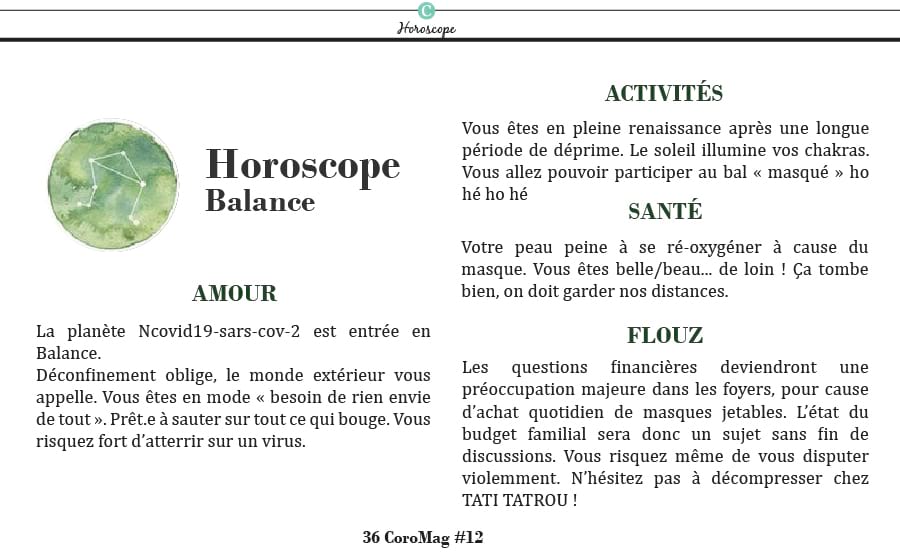 C
Horoscope
Horoscope
Balance
AMOUR
La planète Ncovid19-sars-cov-2 est entrée en
Balance.
Déconfinement oblige, le monde extérieur vous
appelle. Vous êtes en mode « besoin de rien envie
de tout ». Prêt.e à sauter sur tout ce qui bouge. Vous
risquez fort d’atterrir sur un virus.
ACTIVITÉS
Vous êtes en pleine renaissance après une longue
période de déprime. Le soleil illumine vos chakras.
Vous allez pouvoir participer au bal « masqué » ho
hé ho hé
SANTÉ
Votre peau peine à se ré-oxygéner à cause du
masque. Vous êtes belle/beau... de loin ! Ça tombe
bien, on doit garder nos distances.
FLOUZ
Les questions financières deviendront une
préoccupation majeure dans les foyers, pour cause
d’achat quotidien de masques jetables. L’état du
budget familial sera donc un sujet sans fin de
discussions. Vous risquez même de vous disputer
violemment. N’hésitez pas à décompresser chez
TATI TATROU !
36 CoroMag #12